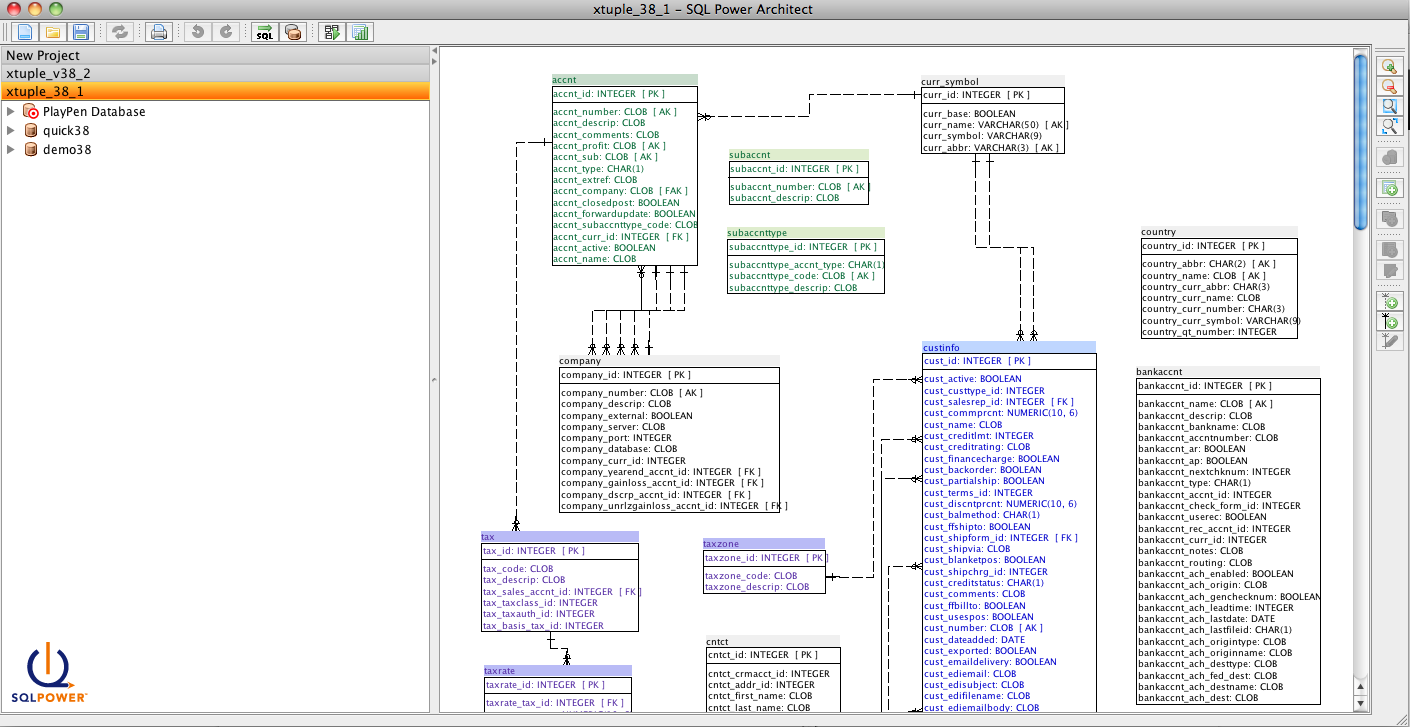 xtuple_38_1 – SQL Power Architect
SQL
New Project
xtuple_v38_2
xtuple_38_1
PlayPen Database
quick38
demo38
SQLPOWER
accnt
accnt_id: INTEGER [ PK ]
accnt_number: CLOB [ AK ]
accnt_descrip: CLOB
accnt_comments: CLOB
accnt_profit: CLOB [ AK ]
accnt_sub: CLOB [ AK ]
accnt_type: CHAR(1)
accnt_extref: CLOB
accnt_company: CLOB [ FAK ]
accnt_closedpost: BOOLEAN
accnt_forwardupdate: BOOLEAN
accnt_subaccnttype_code: CLOB
accnt_curr_id: INTEGER [ FK ]
accnt_active: BOOLEAN
accnt_name: CLOB
curr_symbol
curr_id: INTEGER [ PK ]
curr_base: BOOLEAN
curr_name: VARCHAR(50) [ AK ]
curr_symbol: VARCHAR(9)
curr_abbr: VARCHAR(3) [ AK ]
subaccnt
subaccnt_id: INTEGER [ PK ]
subaccnt_number: CLOB [ AK ]
subaccnt_descrip: CLOB
subaccnttype
subaccnttype_id: INTEGER [ PK ]
subaccnttype_accnt_type: CHAR(1)
subaccnttype_code: CLOB [ AK ]
subaccnttype_descrip: CLOB
country
country_id: INTEGER [ PK ]
country_abbr: CHAR(2) [ AK ]
country_name: CLOB [ AK ]
country_curr_abbr: CHAR(3)
country_curr_name: CLOB
country_curr_number: CHAR(3)
country_curr_symbol: VARCHAR(9)
country_qt_number: INTEGER
company
company_id: INTEGER [ PK ]
company_number: CLOB [ AK ]
company_descrip: CLOB
company_external: BOOLEAN
company_server: CLOB
company_port: INTEGER
company_database: CLOB
company_curr_id: INTEGER
company_yearend_accnt_id: INTEGER [ FK ]
company_gainloss_accnt_id: INTEGER [ FK ]
company_dscrp_accnt_id: INTEGER [ FK ]
company_unrlzgainloss_accnt_id: INTEGER [ FK ]
custinfo
cust_id: INTEGER [ PK ]
cust_active: BOOLEAN
cust_custtype_id: INTEGER
cust_salesrep_id: INTEGER [ FK ]
cust_commprcnt: NUMERIC(10, 6)
cust_name: CLOB
cust_creditlmt: INTEGER
cust_creditrating: CLOB
cust_financecharge: BOOLEAN
cust_backorder: BOOLEAN
cust_partialship: BOOLEAN
cust_terms_id: INTEGER
cust_discntprcnt: NUMERIC(10, 6)
cust_balmethod: CHAR(1)
cust_ffshipto: BOOLEAN
cust_shipform_id: INTEGER [ FK ]
cust_shipvia: CLOB
cust_blanketpos: BOOLEAN
cust_shipchrg_id: INTEGER
cust_creditstatus: CHAR(1)
cust_comments: CLOB
cust_ffbillto: BOOLEAN
cust_usespos: BOOLEAN
cust_number: CLOB [ AK ]
cust_dateadded: DATE
cust_exported: BOOLEAN
cust_emaildelivery: BOOLEAN
cust_ediemail: CLOB
cust_edisubject: CLOB
cust_edifilename: CLOB
cust_ediemailbody: CLOB
bankaccnt
bankaccnt_id: INTEGER [ PK ]
bankaccnt_name: CLOB [ AK ]
bankaccnt_descrip: CLOB
bankaccnt_bankname: CLOB
bankaccnt_accntnumber: CLOB
bankaccnt_ar: BOOLEAN
bankaccnt_ap: BOOLEAN
bankaccnt_nextchknum: INTEGER
bankaccnt_type: CHAR(1)
bankaccnt_accnt_id: INTEGER
bankaccnt_check_form_id: INTEGER
bankaccnt_userec: BOOLEAN
bankaccnt_rec_accnt_id: INTEGER
bankaccnt_curr_id: INTEGER
bankaccnt_notes: CLOB
bankaccnt_routing: CLOB
bankaccnt_ach_enabled: BOOLEAN
bankaccnt_ach_origin: CLOB
bankaccnt_ach_genchecknum: BOOLEAN
bankaccnt_ach_leadtime: INTEGER
bankaccnt_ach_lastdate: DATE
bankaccnt_ach_lastfileid: CHAR(1)
bankaccnt_ach_origintype: CLOB
bankaccnt_ach_originname: CLOB
bankaccnt_ach_desttype: CLOB
bankaccnt_ach_fed_dest: CLOB
bankaccnt_ach_destname: CLOB
bankaccnt_ach_dest: CLOB
tax
tax_id: INTEGER [ PK ]
tax_code: CLOB
tax_descrip: CLOB
tax_sales_accnt_id: INTEGER [ FK ]
tax_taxclass_id: INTEGER
tax_taxauth_id: INTEGER
tax_basis_tax_id: INTEGER
taxzone
taxzone_id: INTEGER [ PK ]
taxzone_code: CLOB
taxzone_descrip: CLOB
taxrate
taxrate_id: INTEGER [ PK ]
taxrate_tax_id: INTEGER [ FK ]
cntct
cntct_id: INTEGER [ PK ]
cntct_crmacct_id: INTEGER
cntct_addr_id: INTEGER
cntct_first_name: CLOB
cntct_last_name: CLOB